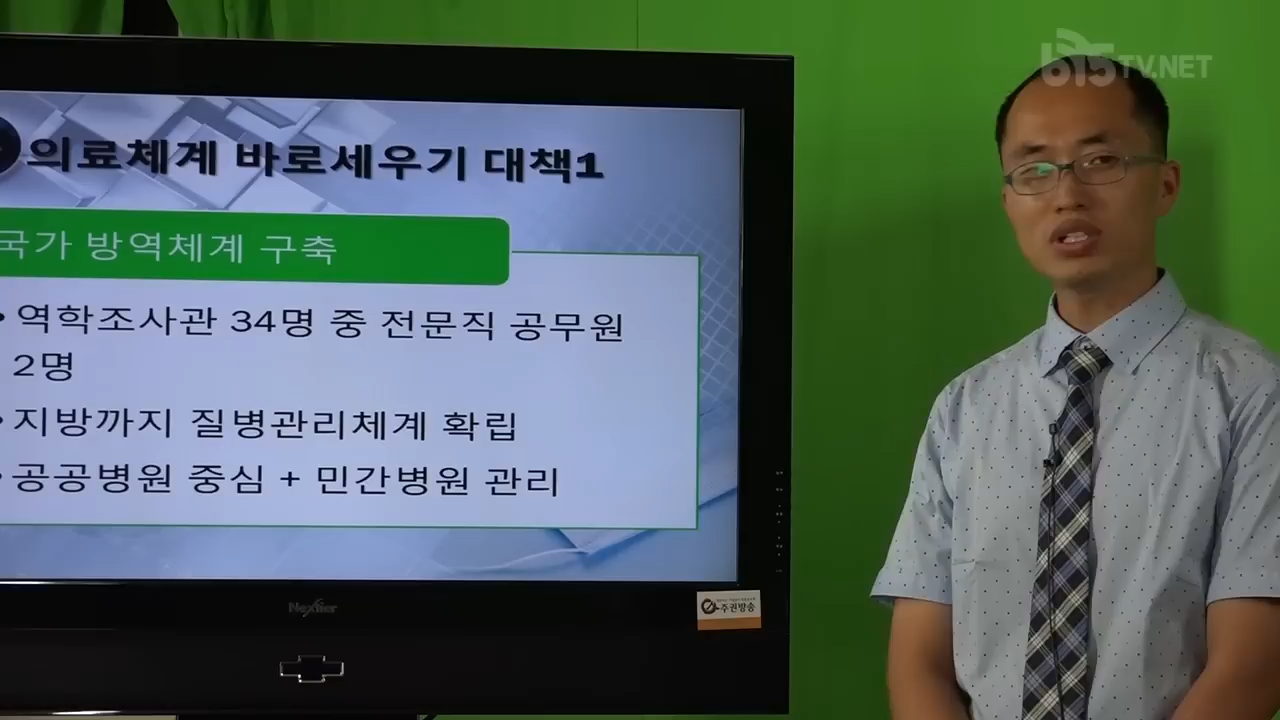 615TV.NET
의료체계 바로세우기 대책1
국가 방역체계 구축
• 역학조사관 34명 중 전문직 공무원
2명
• 지방까지 질병관리체계 확립
• 공공병원 중심 + 민간병원 관리
Nexlier
주권방송